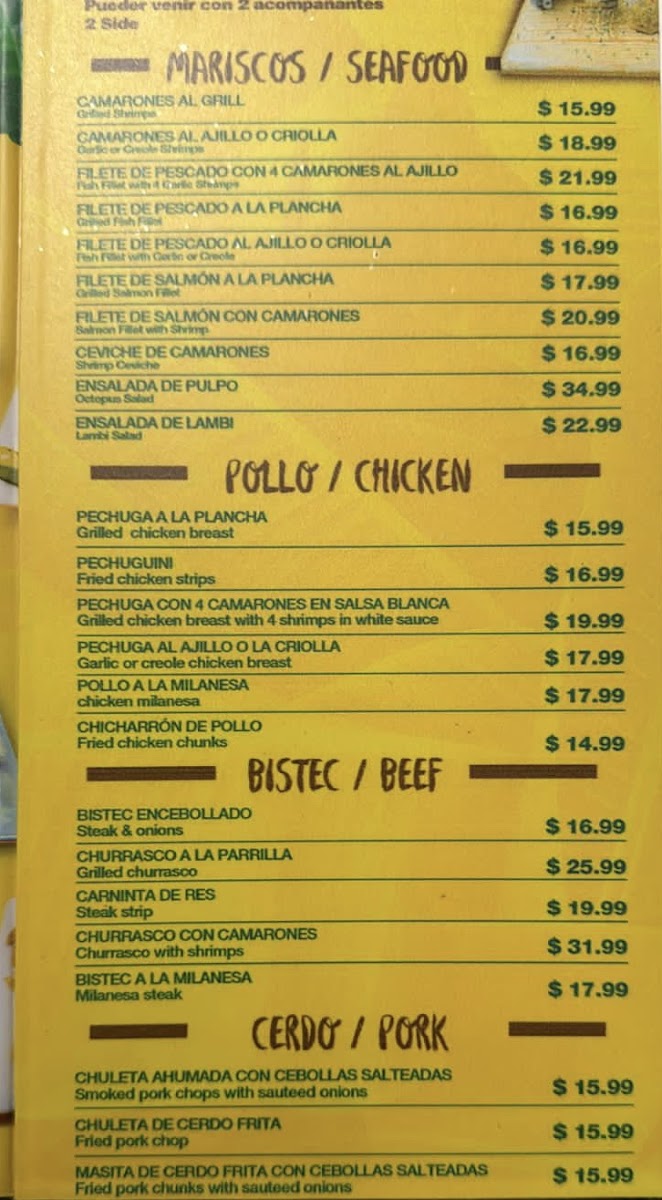 Pueder venir con 2 acompañantes
2 Side
MARISCOS / SEAFOOD
CAMARONES AL GRILL
Grilled Shrimps
$ 15.99
CAMARONES AL AJILLO O CRIOLLA
Garlic or Creole Shrimps
$ 18.99
FILETE DE PESCADO CON 4 CAMARONES AL AJILLO
Fish Fillet with 4 Garlic Shrimps
$ 21.99
FILETE DE PESCADO A LA PLANCHA
Grilled Fish Fillet
$ 16.99
FILETE DE PESCADO AL AJILLO O CRIOLLA
Fish Fillet with Garlic or Creole
$ 16.99
FILETE DE SALMÓN A LA PLANCHA
Grilled Salmon Fillet
$ 17.99
FILETE DE SALMÓN CON CAMARONES
Salmon Fillet with Shrimp
$ 20.99
CEVICHE DE CAMARONES
Shrimp Ceviche
$ 16.99
ENSALADA DE PULPO
Octopus Salad
$ 34.99
ENSALADA DE LAMBI
Lambi Salad
$ 22.99
POLLO / CHICKEN
PECHUGA A LA PLANCHA
Grilled chicken breast
$ 15.99
PECHUGUINI
Fried chicken strips
$ 16.99
PECHUGA CON 4 CAMARONES EN SALSA BLANCA
Grilled chicken breast with 4 shrimps in white sauce
$ 19.99
PECHUGA AL AJILLO O LA CRIOLLA
Garlic or creole chicken breast
$ 17.99
POLLO A LA MILANESA
chicken milanesa
$ 17.99
CHICHARRÓN DE POLLO
Fried chicken chunks
$ 14.99
BISTEC / BEEF
BISTEC ENCEBOLLADO
Steak & onions
$ 16.99
CHURRASCO A LA PARRILLA
Grilled churrasco
$ 25.99
CARNINTA DE RES
Steak strip
$ 19.99
CHURRASCO CON CAMARONES
Churrasco with shrimps
$ 31.99
BISTEC A LA MILANESA
Milanesa steak
$ 17.99
CERDO / PORK
CHULETA AHUMADA CON CEBOLLAS SALTEADAS
Smoked pork chops with sauteed onions
$ 15.99
CHULETA DE CERDO FRITA
Fried pork chop
$ 15.99
MASITA DE CERDO FRITA CON CEBOLLAS SALTEADAS
Fried pork chunks with sauteed onions
$ 15.99